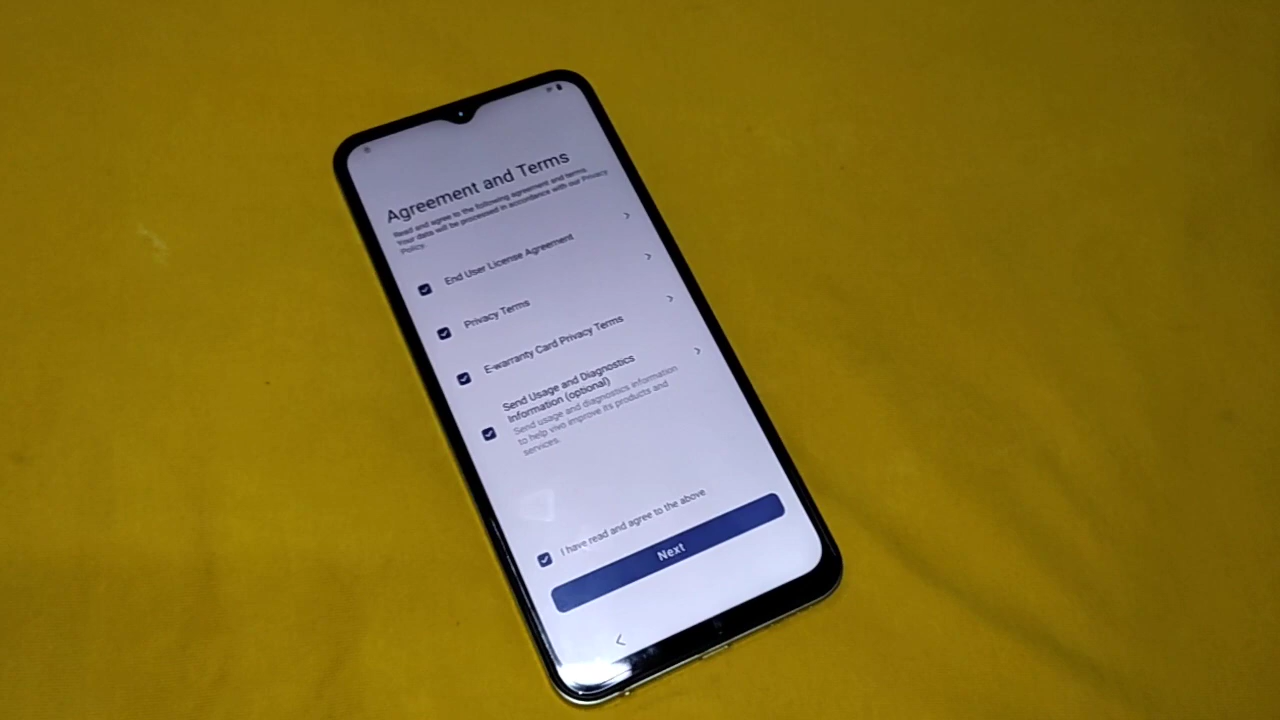 Agreement and Terms
Read and agree to the following agreement and terms.
Your data will be processed in accordance with our Privacy
Policy.
End User License Agreement
Privacy Terms
E-warranty Card Privacy Terms
Send Usage and Diagnostics
Information (optional)
Send usage and diagnostics information
to help vivo improve its products and
services.
I have read and agree to the above
Next